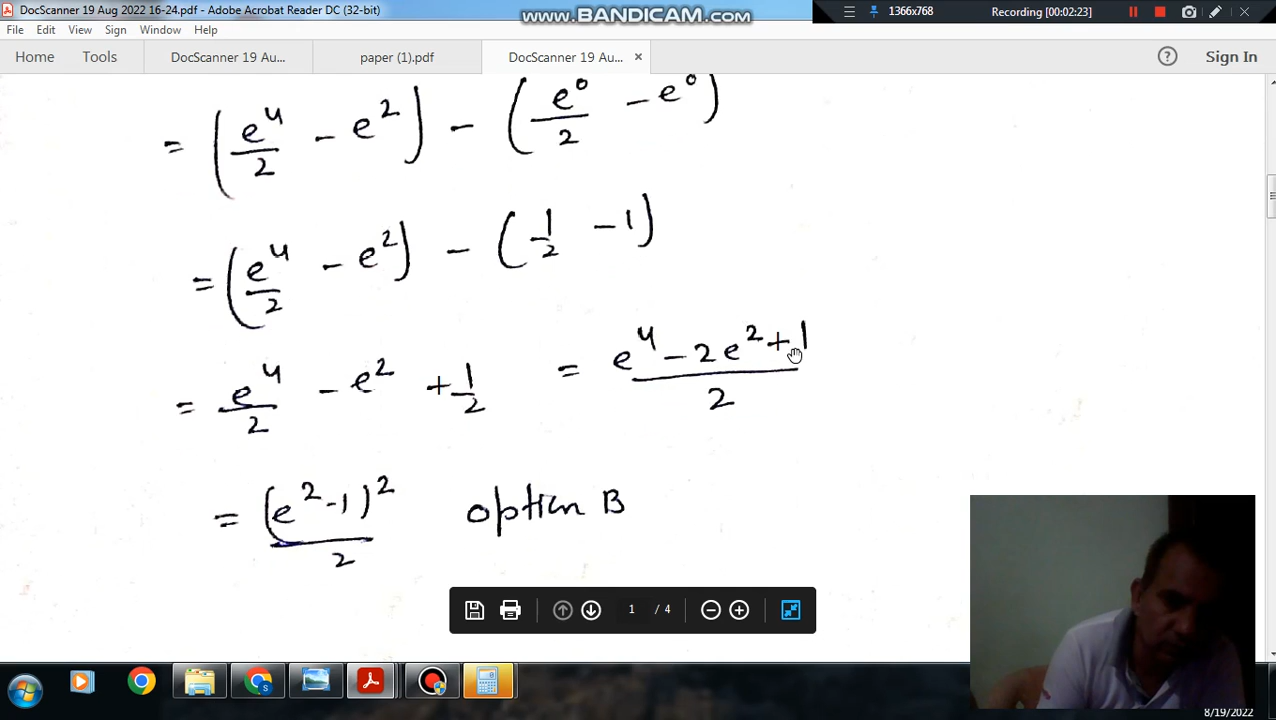 DocScanner 19 Aug 2022 16-24.pdf - Adobe Acrobat Reader DC (32-bit)
www.BANDICAM.com
1366x768
Recording [00:02:23]
File Edit View Sign Window Help
Home Tools DocScanner 19 Au... paper (1).pdf DocScanner 19 Au... × ? Sign In
= (e^4/2 - e^2) - (e^0/2 - e^0)
= (e^4/2 - e^2) - (1/2 - 1)
= e^4/2 - e^2 + 1/2 = (e^4 - 2e^2 + 1)/2
= (e^2 - 1)^2/2 option B
1 / 4
8/19/2022